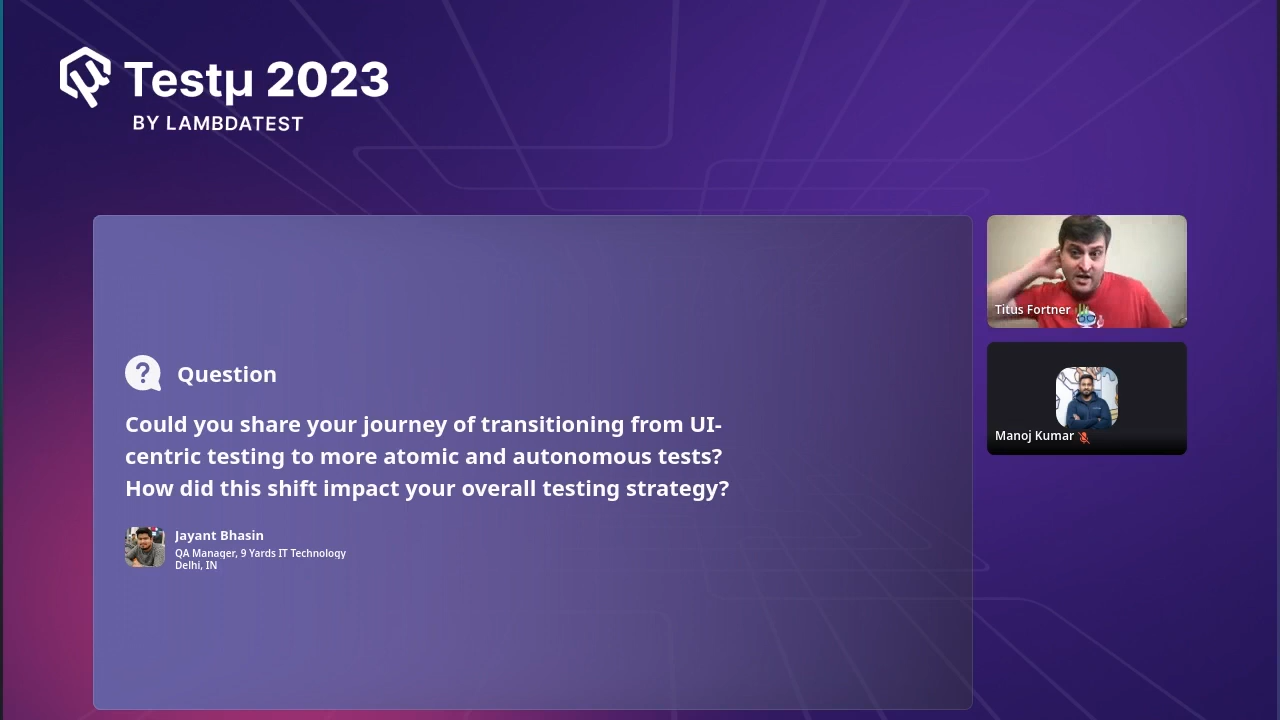 Testμ 2023
BY LAMBDATEST
Question
Could you share your journey of transitioning from UI-
centric testing to more atomic and autonomous tests?
How did this shift impact your overall testing strategy?
Jayant Bhasin
QA Manager, 9 Yards IT Technology
Delhi, IN
Titus Fortner
Manoj Kumar